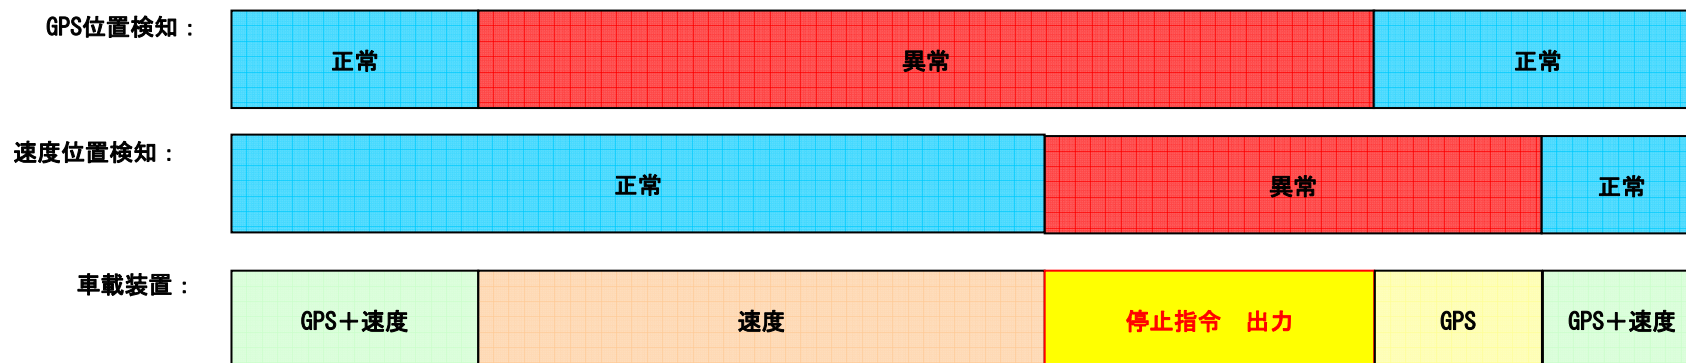 GPS位置検知：
正常
異常
正常
速度位置検知：
正常
異常
正常
車載装置：
GPS＋速度
速度
停止指令　出力
GPS
GPS＋速度